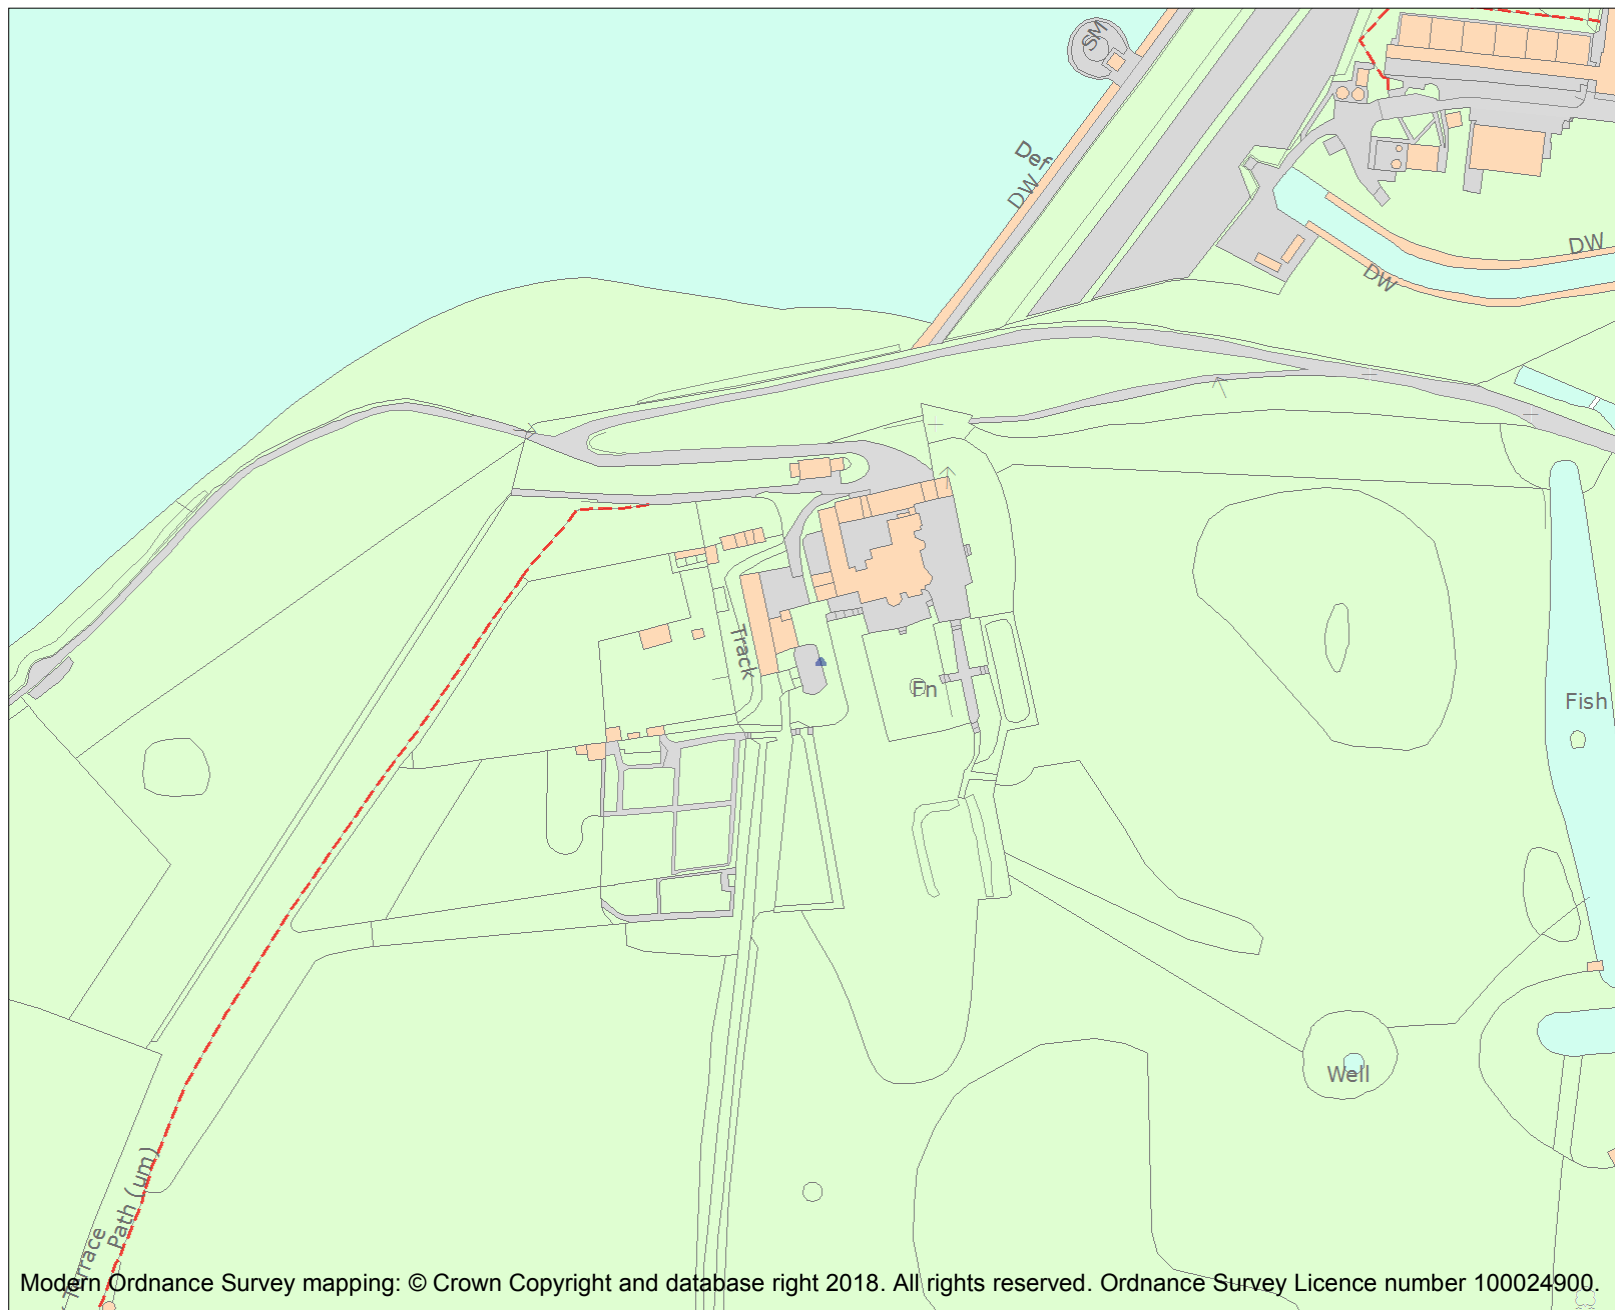 SM
Def
DW
DW
DW
Track
Fn
Fish
Well
Path (um)
Terrace
Modern Ordnance Survey mapping: © Crown Copyright and database right 2018. All rights reserved. Ordnance Survey Licence number 100024900.